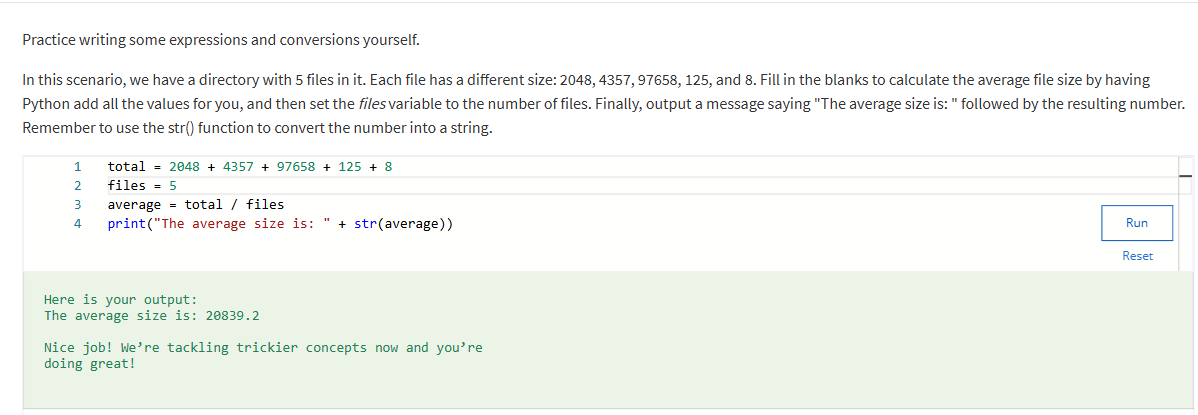 Practice writing some expressions and conversions yourself.
In this scenario, we have a directory with 5 files in it. Each file has a different size: 2048, 4357, 97658, 125, and 8. Fill in the blanks to calculate the average file size by having
Python add all the values for you, and then set the files variable to the number of files. Finally, output a message saying "The average size is: " followed by the resulting number.
Remember to use the str() function to convert the number into a string.
1 total = 2048 + 4357 + 97658 + 125 + 8
2 files = 5
3 average = total / files
4 print("The average size is: " + str(average))
Run
Reset
Here is your output:
The average size is: 20839.2
Nice job! We’re tackling trickier concepts now and you’re
doing great!